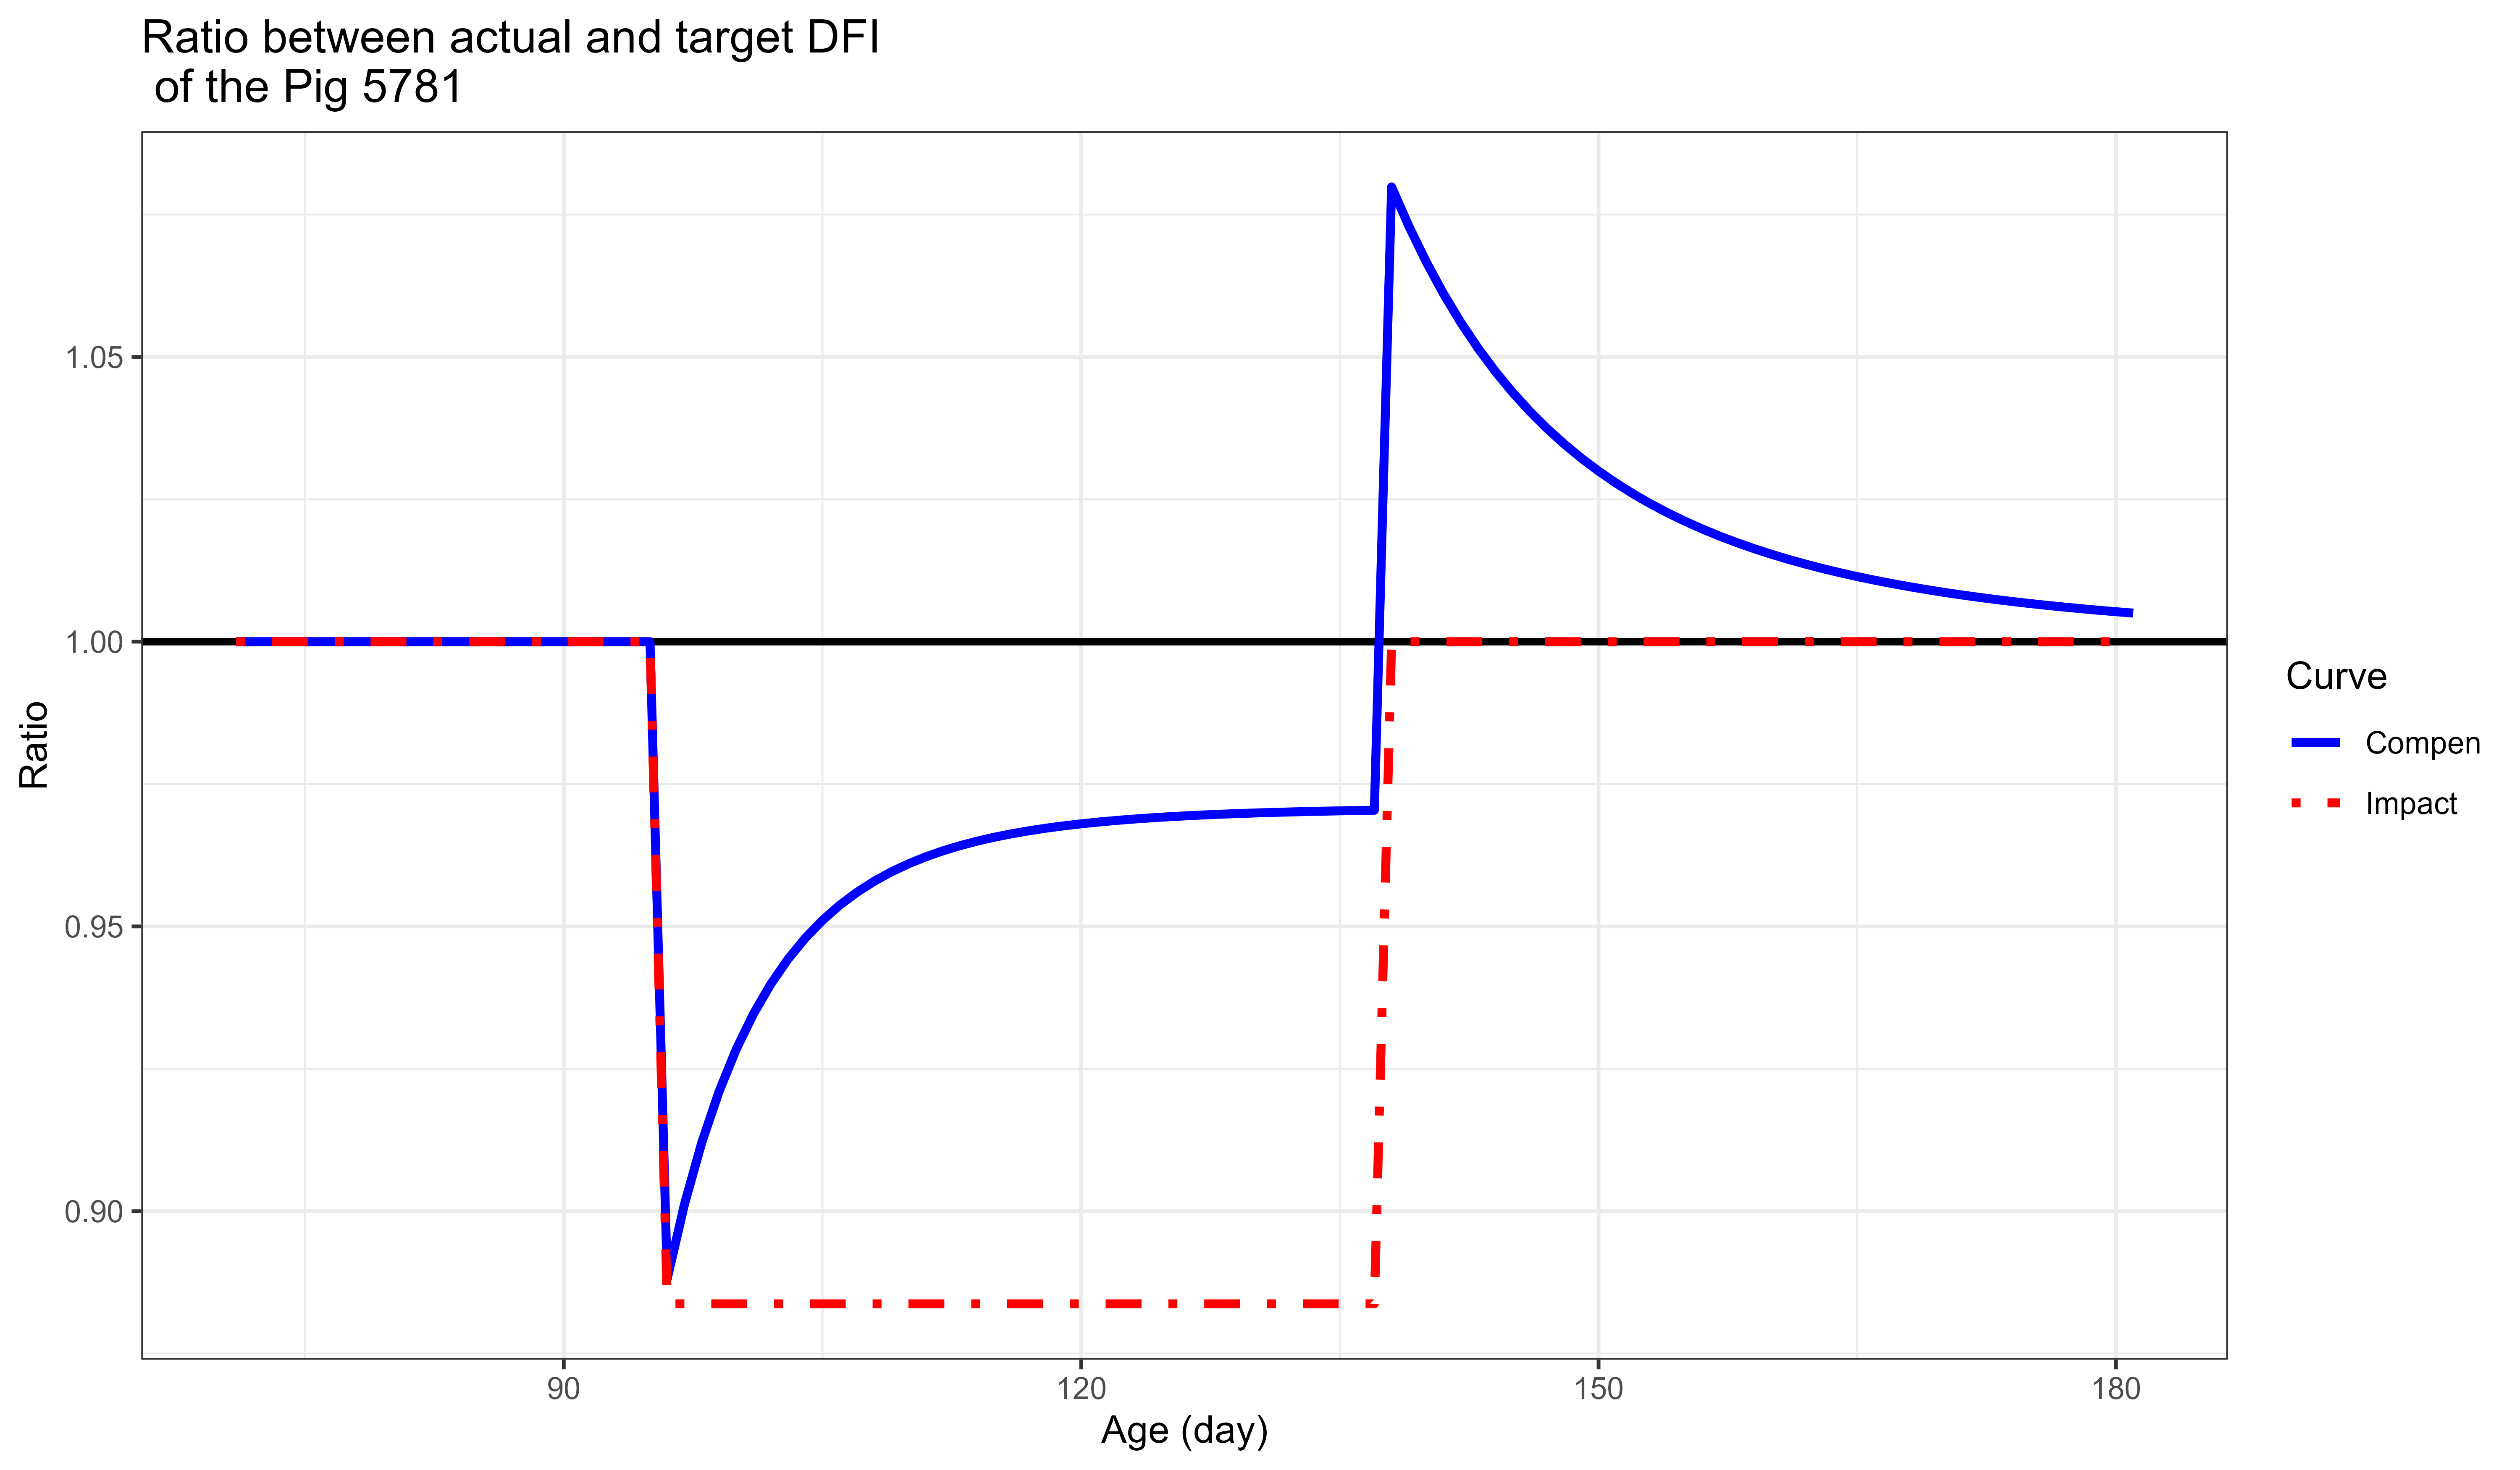 Ratio between actual and target DFI
of the Pig 5781
Ratio
1.05
1.00
0.95
0.90
90
120
150
180
Age (day)
Curve
Compen
Impact